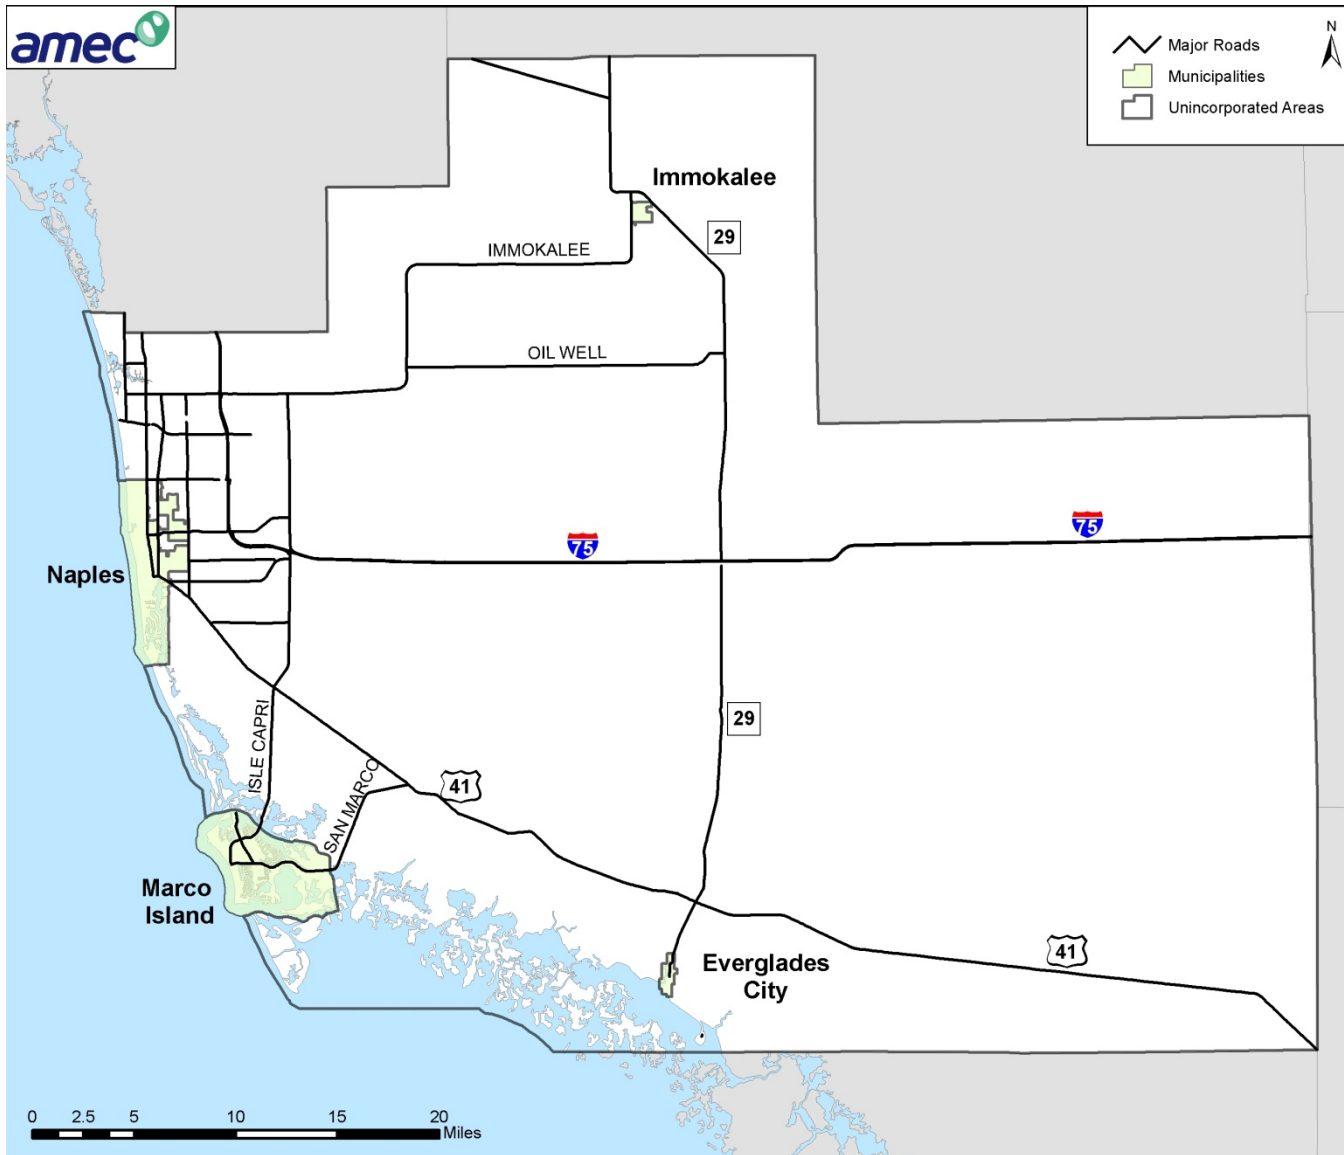 amec
N
Major Roads
Municipalities
Unincorporated Areas
Immokalee
29
IMMOKALEE
OIL WELL
75
75
Naples
29
ISLE CAPRI
SAN MARCO
41
Marco
Island
Everglades
City
41
0 2.5 5 10 15 20
Miles